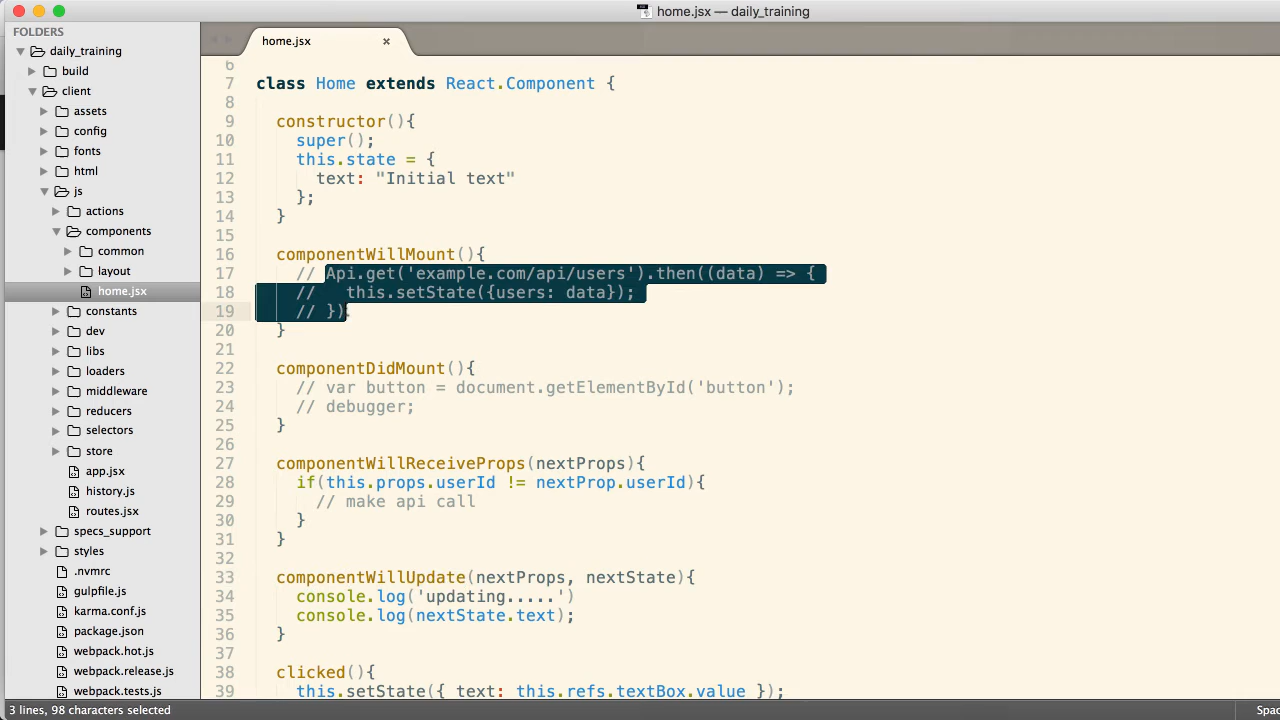 home.jsx — daily_training
FOLDERS
daily_training
build
client
assets
config
fonts
html
js
actions
components
common
layout
home.jsx
constants
dev
libs
loaders
middleware
reducers
selectors
store
app.jsx
history.js
routes.jsx
specs_support
styles
.nvmrc
gulpfile.js
karma.conf.js
package.json
webpack.hot.js
webpack.release.js
webpack.tests.js
home.jsx ×
6
7 class Home extends React.Component {
8
9 constructor(){
10 super();
11 this.state = {
12 text: "Initial text"
13 };
14 }
15
16 componentWillMount(){
17 // Api.get('example.com/api/users').then((data) => {
18 // this.setState({users: data});
19 // })
20 }
21
22 componentDidMount(){
23 // var button = document.getElementById('button');
24 // debugger;
25 }
26
27 componentWillReceiveProps(nextProps){
28 if(this.props.userId != nextProp.userId){
29 // make api call
30 }
31 }
32
33 componentWillUpdate(nextProps, nextState){
34 console.log('updating.....')
35 console.log(nextState.text);
36 }
37
38 clicked(){
39 this.setState({ text: this.refs.textBox.value });
3 lines, 98 characters selected
Spac